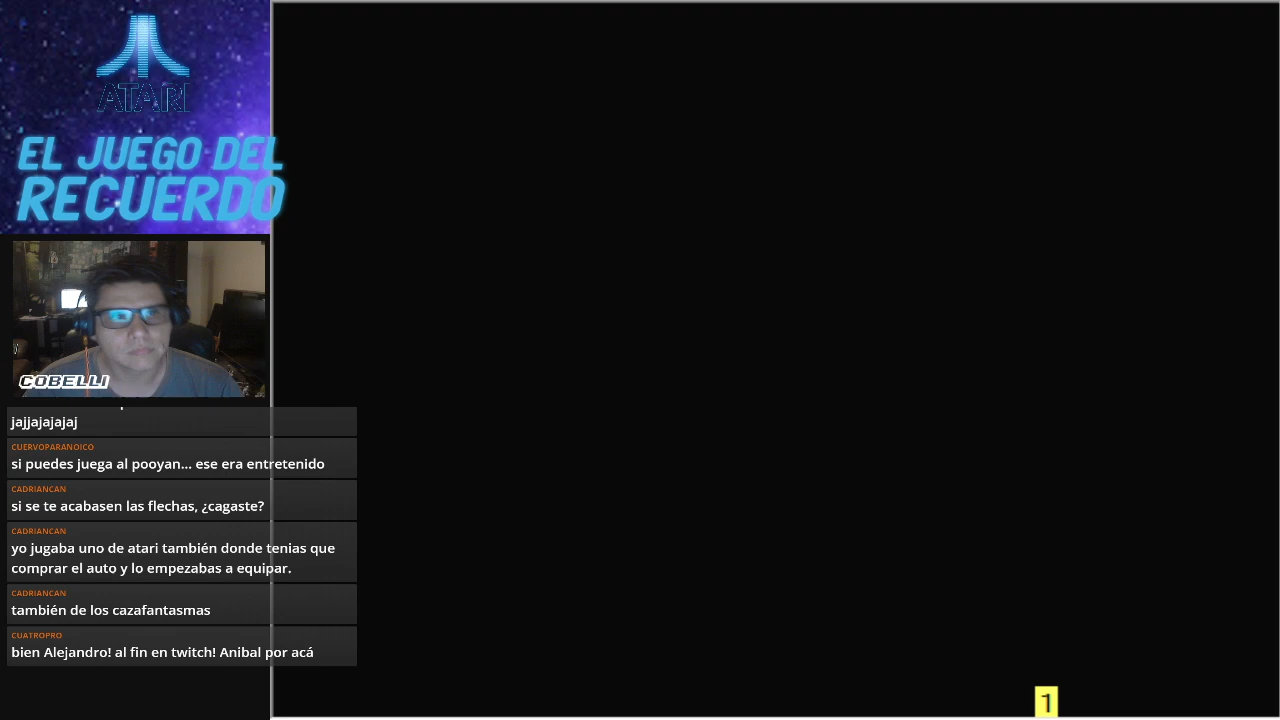 ATARI
EL JUEGO DEL
RECUERDO
COBELLI
jajjajajajaj
CUERVOPARANOICO
si puedes juega al pooyan... ese era entretenido
CADRIANCAN
si se te acabasen las flechas, ¿cagaste?
CADRIANCAN
yo jugaba uno de atari también donde tenias que
comprar el auto y lo empezabas a equipar.
CADRIANCAN
también de los cazafantasmas
CUATROPRO
bien Alejandro! al fin en twitch! Anibal por acá
1